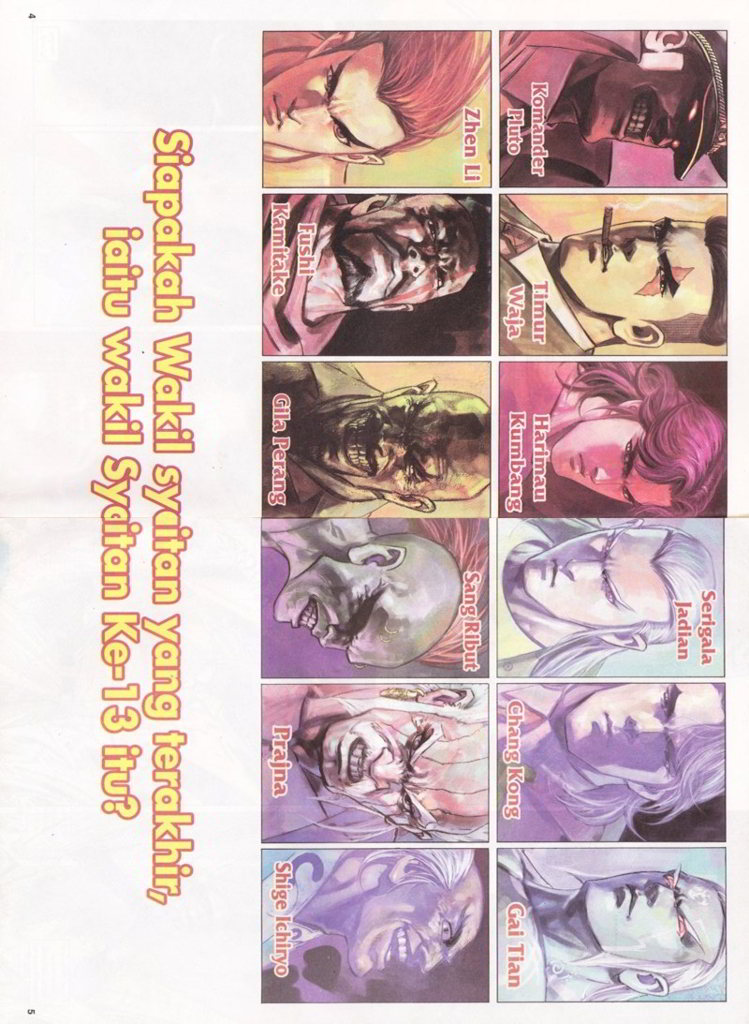 Komander
Pluto
Timur
Waja
Harimau
Kumbang
Serigala
Jadian
Chang Kong
Gai Tian
Zhen Li
Fushi
Kamitake
Gila Perang
Sang Ribut
Prajna
Shige Ichiryo
Siapakah Wakil syaitan yang terakhir,
iaitu wakil Syaitan Ke-13 itu?
4
5